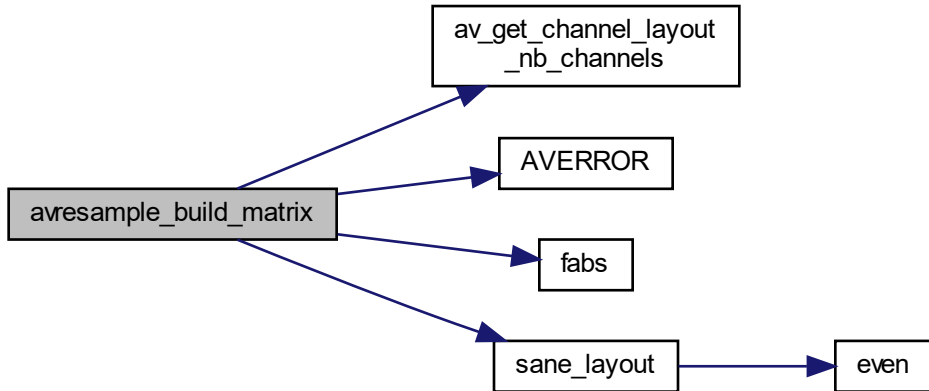 av_get_channel_layout
_nb_channels
AVERROR
avresample_build_matrix
fabs
sane_layout
even